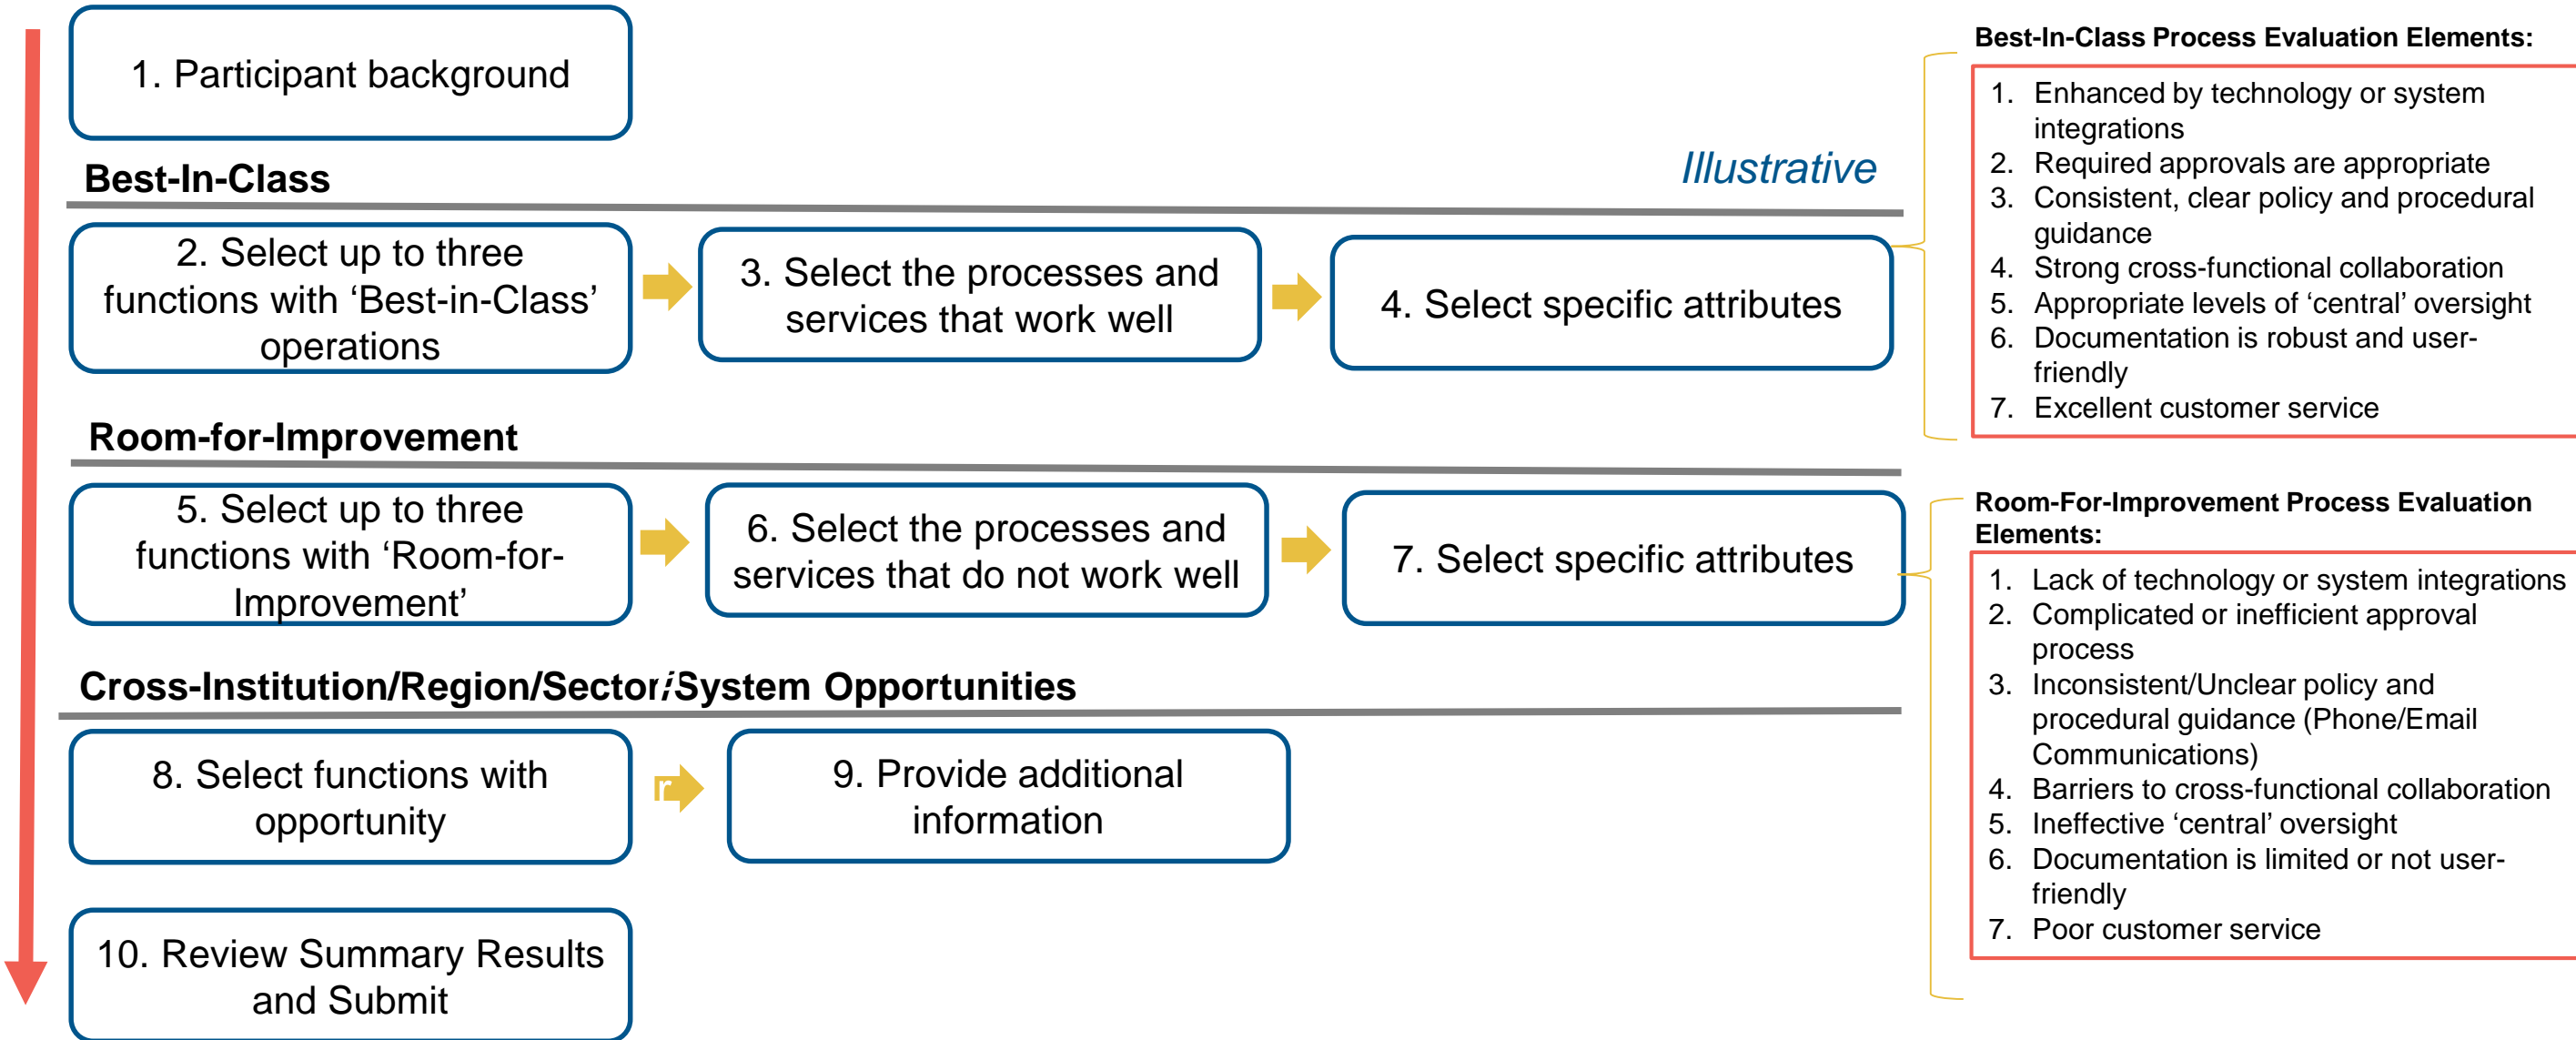 1. Participant background
Best-In-Class
Illustrative
2. Select up to three
functions with ‘Best-in-Class’
operations
3. Select the processes and
services that work well
4. Select specific attributes
Best-In-Class Process Evaluation Elements:
1. Enhanced by technology or system
integrations
2. Required approvals are appropriate
3. Consistent, clear policy and procedural
guidance
4. Strong cross-functional collaboration
5. Appropriate levels of ‘central’ oversight
6. Documentation is robust and user-
friendly
7. Excellent customer service
Room-for-Improvement
5. Select up to three
functions with ‘Room-for-
Improvement’
6. Select the processes and
services that do not work well
7. Select specific attributes
Room-For-Improvement Process Evaluation
Elements:
1. Lack of technology or system integrations
2. Complicated or inefficient approval
process
3. Inconsistent/Unclear policy and
procedural guidance (Phone/Email
Communications)
4. Barriers to cross-functional collaboration
5. Ineffective ‘central’ oversight
6. Documentation is limited or not user-
friendly
7. Poor customer service
Cross-Institution/Region/Sector/System Opportunities
8. Select functions with
opportunity
r
9. Provide additional
information
10. Review Summary Results
and Submit